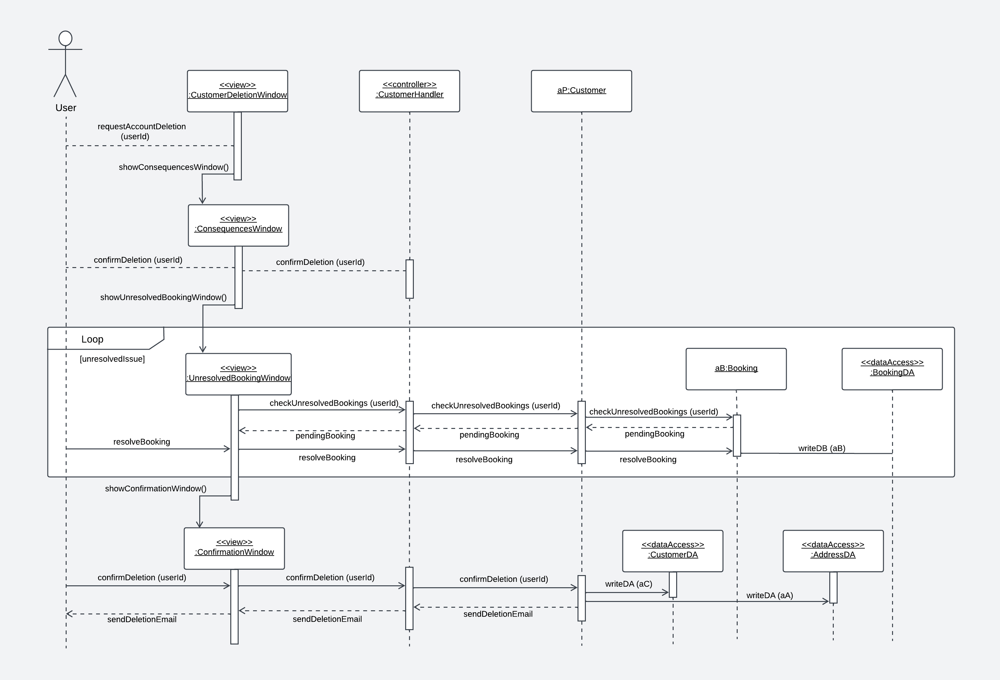 <<view>>
:CustomerDeletionWindow
<<controller>>
:CustomerHandler
aP:Customer
User
requestAccountDeletion
(userId)
showConsequencesWindow()
<<view>>
:ConsequencesWindow
confirmDeletion (userId)
confirmDeletion (userId)
showUnresolvedBookingWindow()
Loop
[unresolvedIssue]
<<view>>
:UnresolvedBookingWindow
aB:Booking
<<dataAccess>>
:BookingDA
checkUnresolvedBookings (userId)
checkUnresolvedBookings (userId)
checkUnresolvedBookings (userId)
pendingBooking
pendingBooking
pendingBooking
resolveBooking
resolveBooking
resolveBooking
resolveBooking
writeDB (aB)
showConfirmationWindow()
<<view>>
:ConfirmationWindow
<<dataAccess>>
:CustomerDA
<<dataAccess>>
:AddressDA
confirmDeletion (userId)
confirmDeletion (userId)
confirmDeletion (userId)
writeDA (aC)
writeDA (aA)
sendDeletionEmail
sendDeletionEmail
sendDeletionEmail